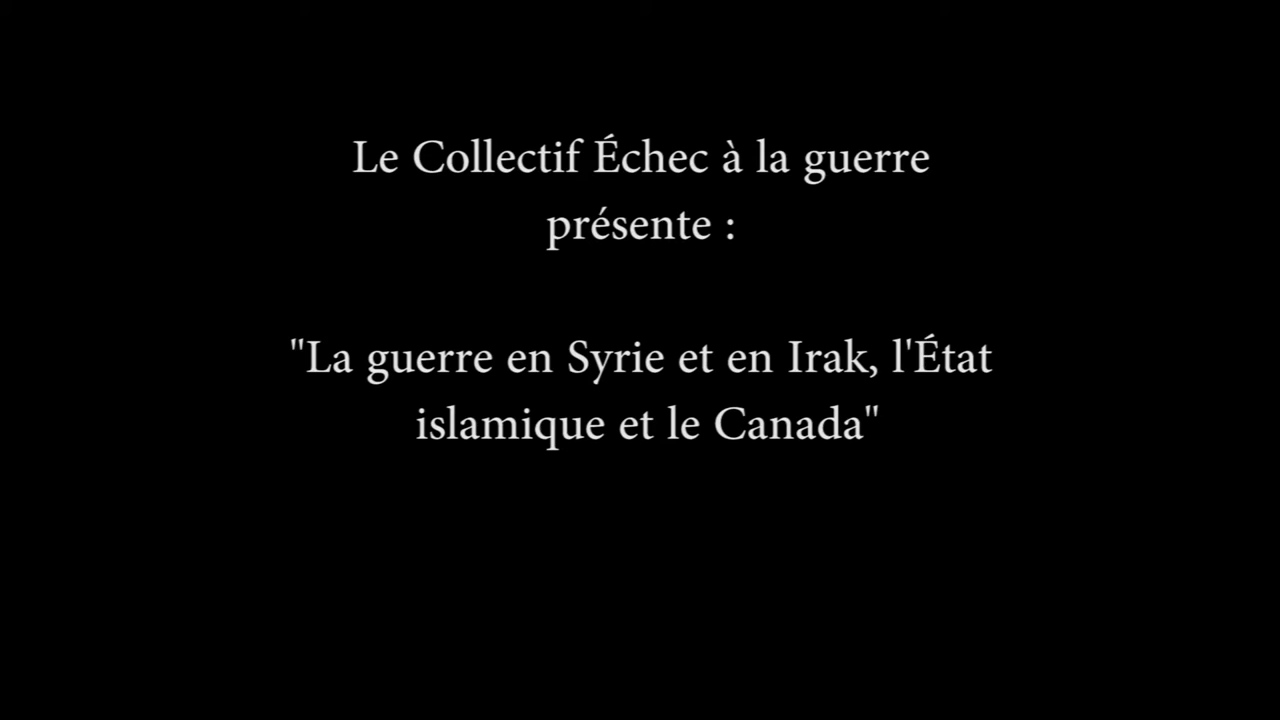 Le Collectif Échec à la guerre
présente :
"La guerre en Syrie et en Irak, l'État
islamique et le Canada"